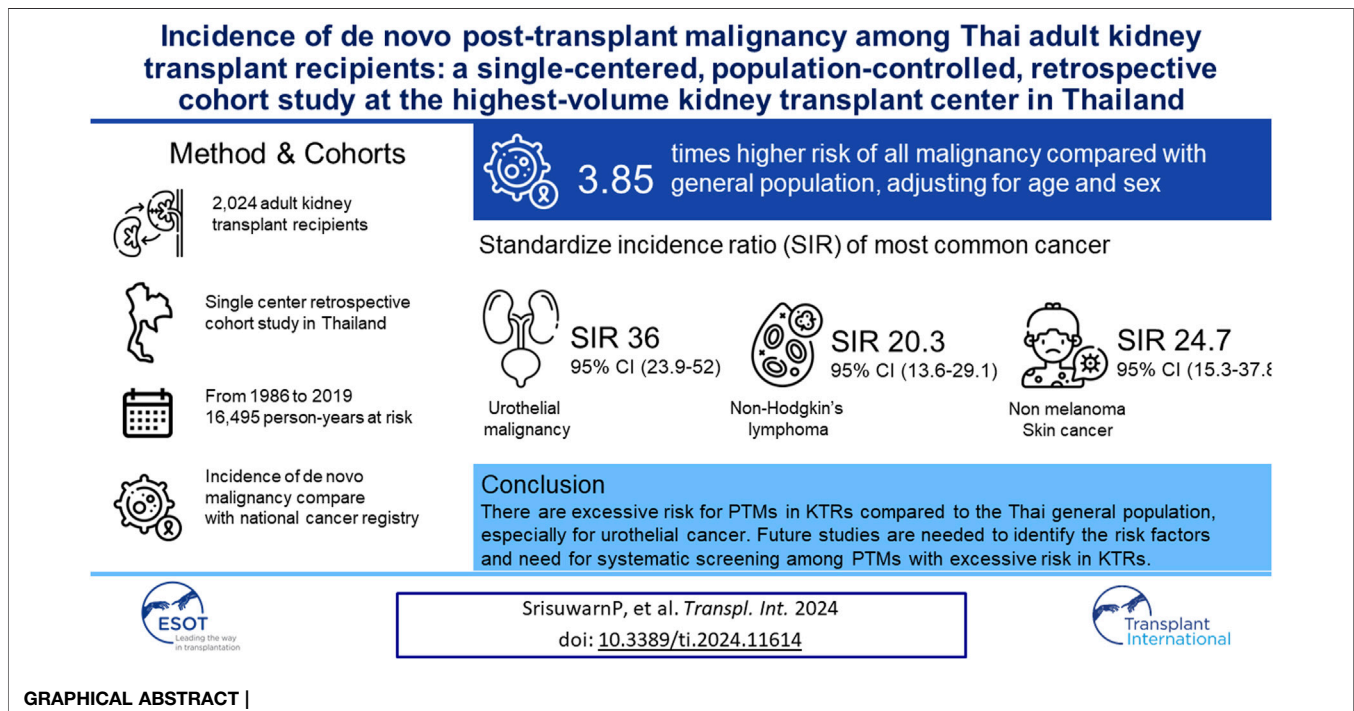 Incidence of de novo post-transplant malignancy among Thai adult kidney
transplant recipients: a single-centered, population-controlled, retrospective
cohort study at the highest-volume kidney transplant center in Thailand
Method & Cohorts
2,024 adult kidney
transplant recipients
Single center retrospective
cohort study in Thailand
From 1986 to 2019
16,495 person-years at risk
Incidence of de novo
malignancy compare
with national cancer registry
3.85
times higher risk of all malignancy compared with
general population, adjusting for age and sex
Standardize incidence ratio (SIR) of most common cancer
SIR 36
95% CI (23.9-52)
Urothelial
malignancy
SIR 20.3
95% CI (13.6-29.1)
Non-Hodgkin's
lymphoma
SIR 24.7
95% CI (15.3-37.8
Non melanoma
Skin cancer
Conclusion
There are excessive risk for PTMs in KTRs compared to the Thai general population,
especially for urothelial cancer. Future studies are needed to identify the risk factors
and need for systematic screening among PTMs with excessive risk in KTRs.
ESOT
Leading the way
in transplantation
SrisuwarnP, et al. Transpl. Int. 2024
doi: 10.3389/ti.2024.11614
Transplant
International
GRAPHICAL ABSTRACT |